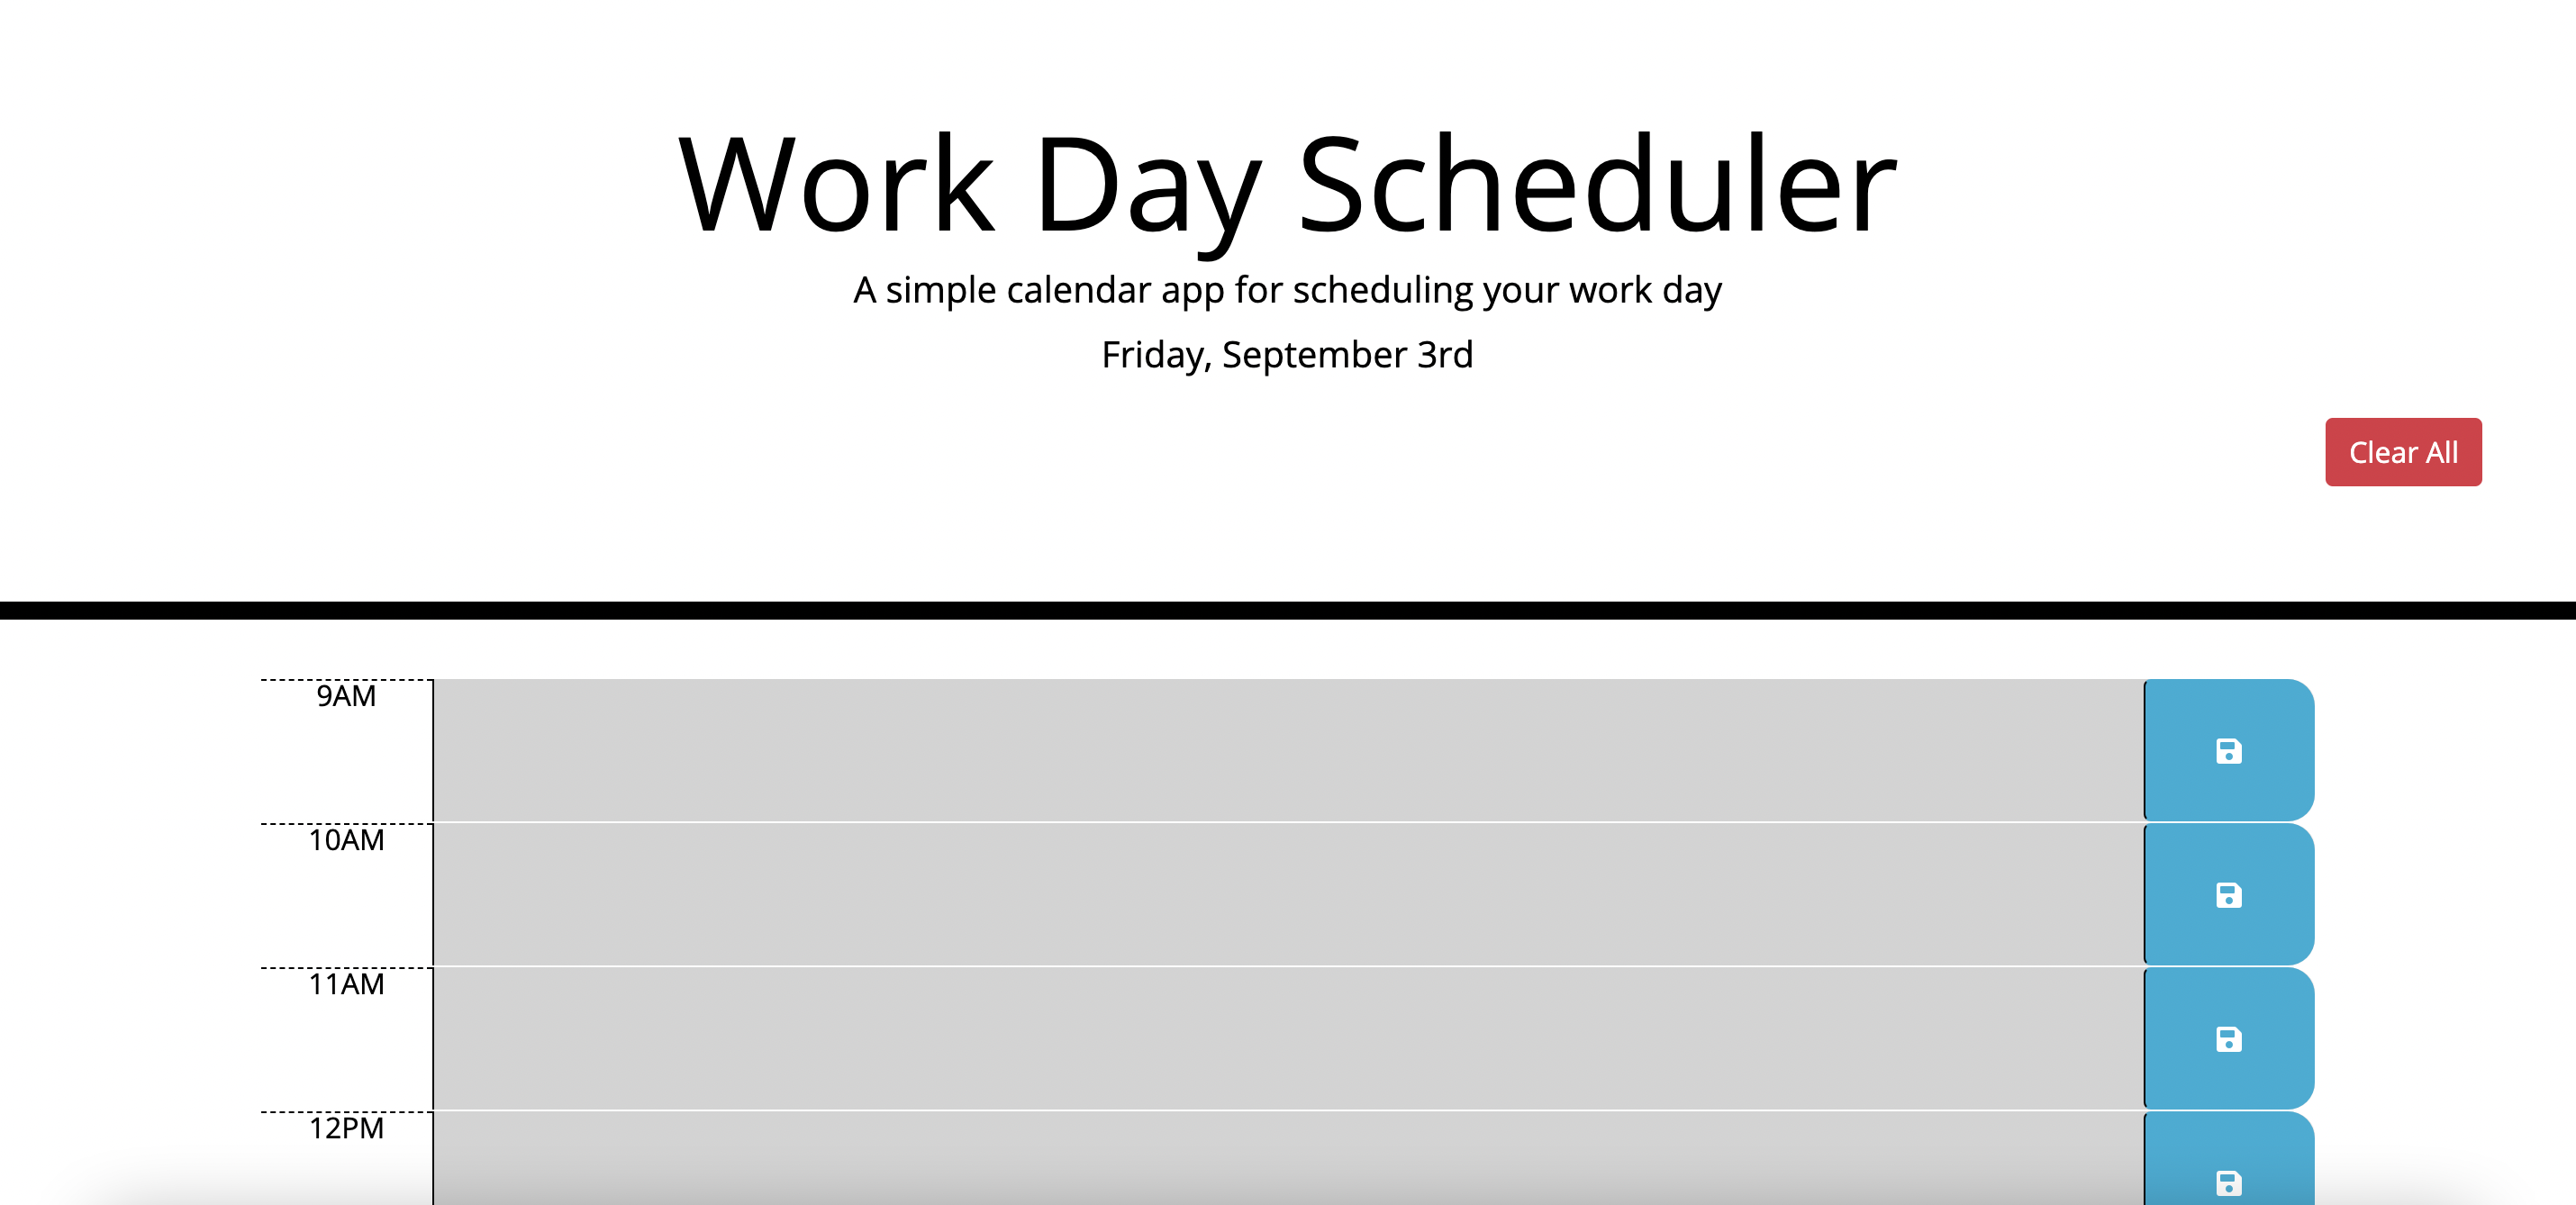 Work Day Scheduler
A simple calendar app for scheduling your work day
Friday, September 3rd
Clear All
9AM
10AM
11AM
12PM